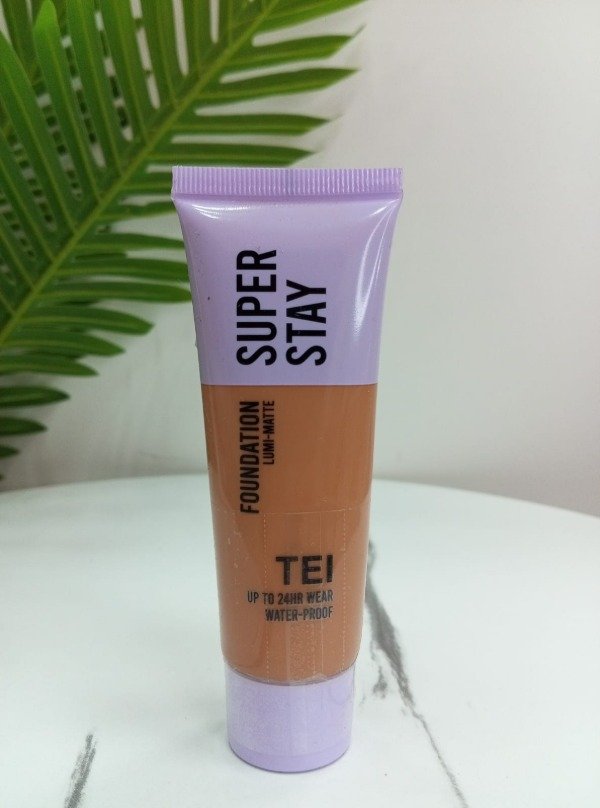 SUPER
STAY
FOUNDATION
LUMI-MATTE
TEI
UP TO 24HR WEAR
WATER-PROOF